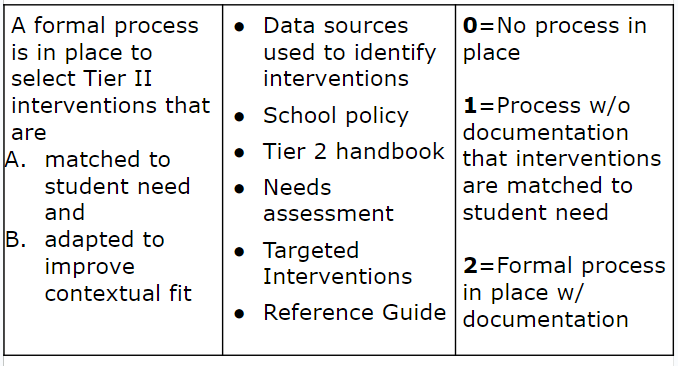 A formal process
is in place to
select Tier II
interventions that
are
A. matched to
student need
and
B. adapted to
improve
contextual fit
● Data sources
used to identify
interventions
● School policy
● Tier 2 handbook
● Needs
assessment
● Targeted
Interventions
● Reference Guide
0=No process in
place
1=Process w/o
documentation
that interventions
are matched to
student need
2=Formal process
in place w/
documentation